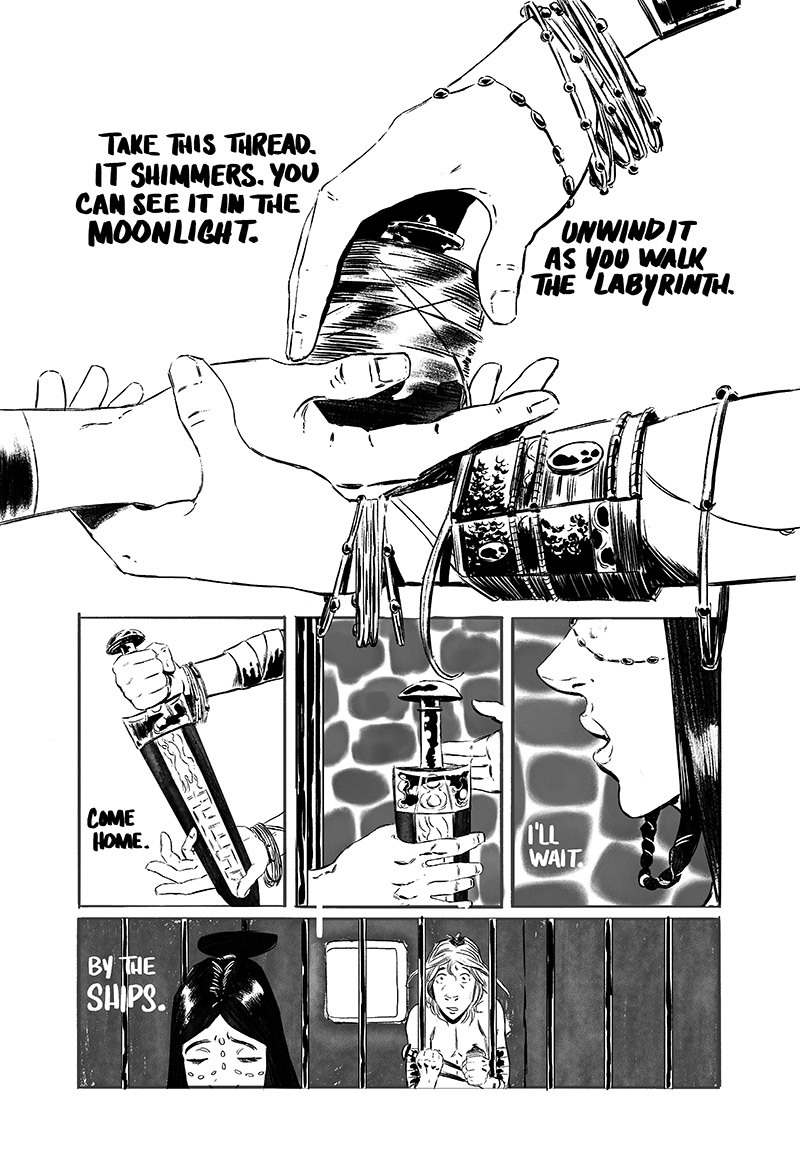 TAKE THIS THREAD.
IT SHIMMERS. YOU
CAN SEE IT IN THE
MOONLIGHT.
UNWIND IT
AS YOU WALK
THE LABYRINTH.
COME
HOME.
I'LL
WAIT.
BY THE
SHIPS.